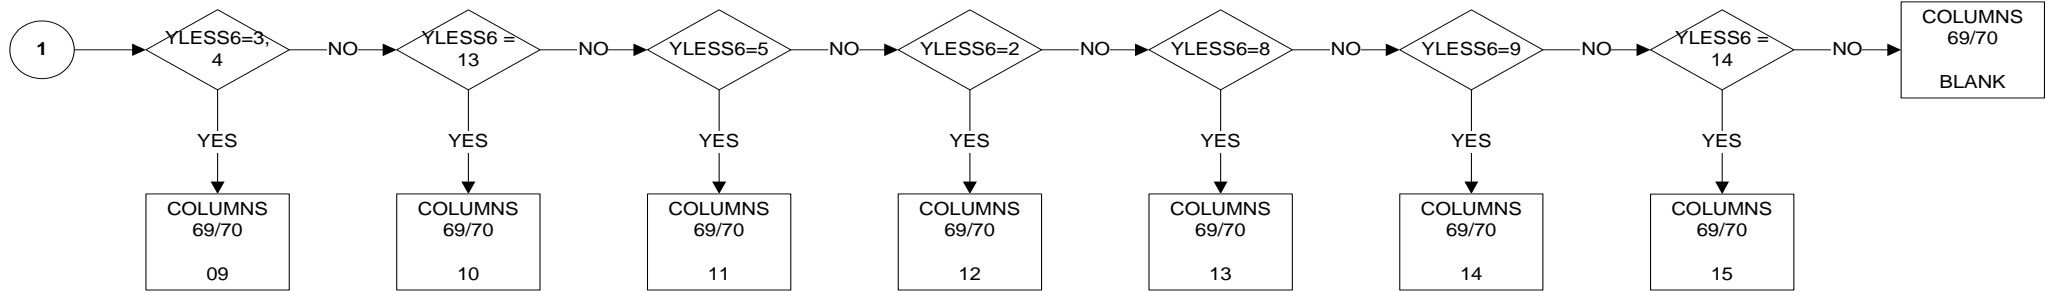 1
YLESS6=3,
4
NO
YLESS6 =
13
NO
YLESS6=5
NO
YLESS6=2
NO
YLESS6=8
NO
YLESS6=9
NO
YLESS6 =
14
NO
COLUMNS
69/70
BLANK
YES
YES
YES
YES
YES
YES
YES
COLUMNS
69/70
09
COLUMNS
69/70
10
COLUMNS
69/70
11
COLUMNS
69/70
12
COLUMNS
69/70
13
COLUMNS
69/70
14
COLUMNS
69/70
15